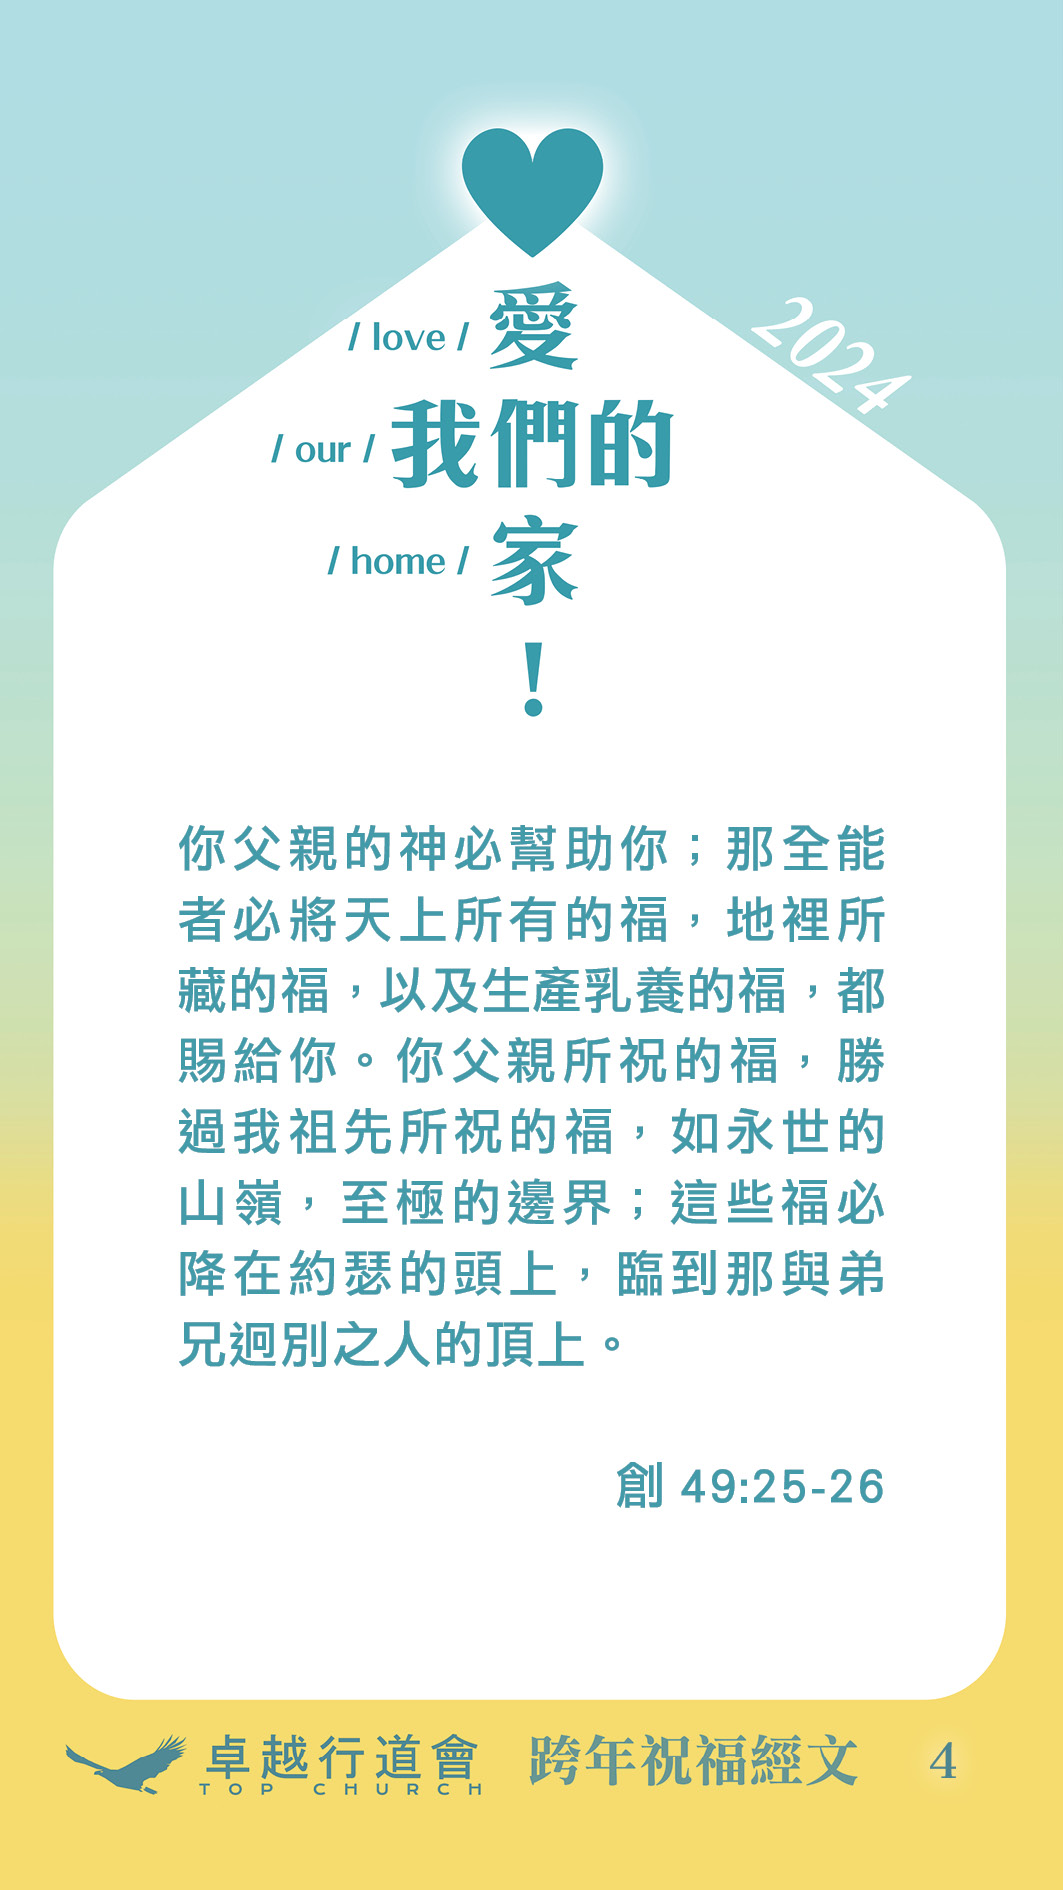 2024
/ love / 愛
/ our / 我們的
/ home / 家
！
你父親的神必幫助你；那全能
者必將天上所有的福，地裡所
藏的福，以及生產乳養的福，都
賜給你。你父親所祝的福，勝
過我祖先所祝的福，如永世的
山嶺，至極的邊界；這些福必
降在約瑟的頭上，臨到那與弟
兄迥別之人的頂上。
創 49:25-26
卓越行道會 跨年祝福經文 4
TOP CHURCH